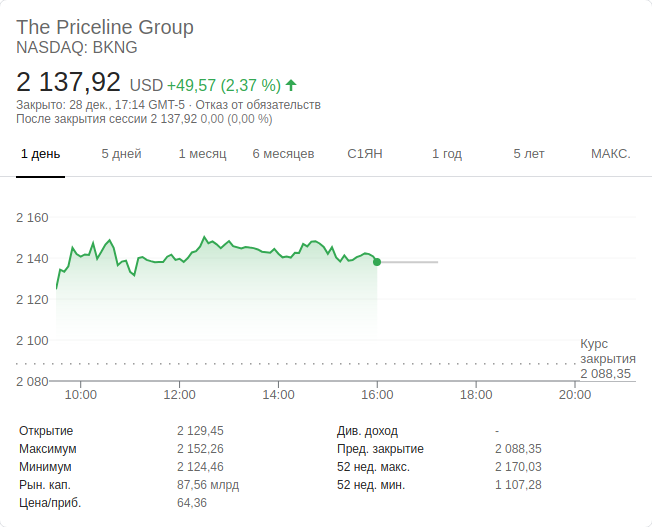 The Priceline Group
NASDAQ: BKNG
2 137,92 USD +49,57 (2,37 %)
Закрыто: 28 дек., 17:14 GMT-5 · Отказ от обязательств
После закрытия сессии 2 137,92 0,00 (0,00 %)
1 день 5 дней 1 месяц 6 месяцев С1ЯН 1 год 5 лет МАКС.
2 160
2 140
2 120
2 100
2 080
Курс
закрытия
2 088,35
10:00 12:00 14:00 16:00 18:00 20:00
Открытие 2 129,45 Див. доход -
Максимум 2 152,26 Пред. закрытие 2 088,35
Минимум 2 124,46 52 нед. макс. 2 170,03
Рын. кап. 87,56 млрд 52 нед. мин. 1 107,28
Цена/приб. 64,36